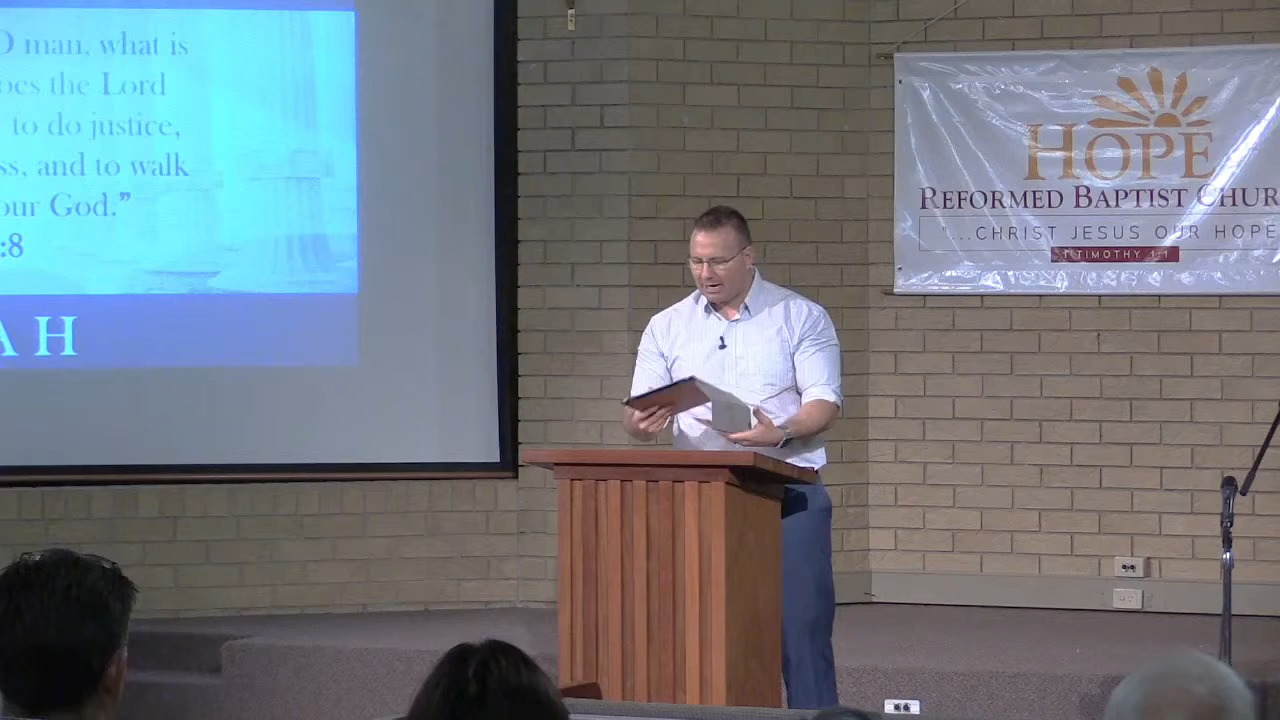 O man, what is
oes the Lord
to do justice,
ss, and to walk
our God.”
:8
A H
HOPE
REFORMED BAPTIST CHUR
"...CHRIST JESUS OUR HOPE
1 TIMOTHY 1:1